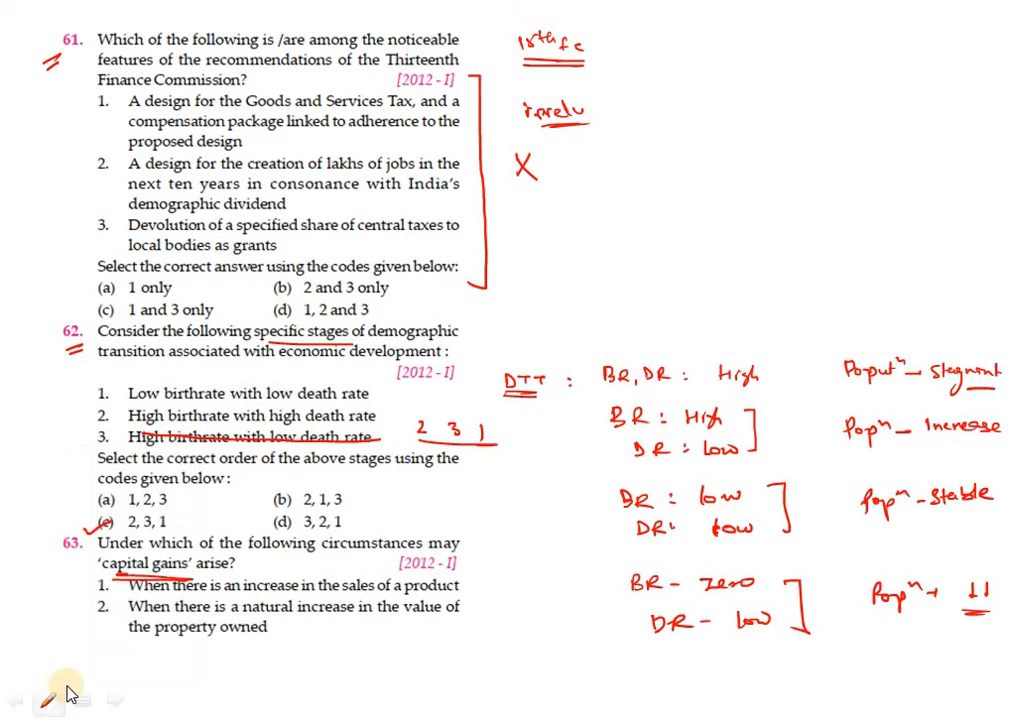 61. Which of the following is /are among the noticeable
features of the recommendations of the Thirteenth
Finance Commission? [2012 - I]
1. A design for the Goods and Services Tax, and a
compensation package linked to adherence to the
proposed design
2. A design for the creation of lakhs of jobs in the
next ten years in consonance with India's
demographic dividend
3. Devolution of a specified share of central taxes to
local bodies as grants
Select the correct answer using the codes given below:
(a) 1 only (b) 2 and 3 only
(c) 1 and 3 only (d) 1, 2 and 3
62. Consider the following specific stages of demographic
transition associated with economic development :
[2012 - I]
1. Low birthrate with low death rate
2. High birthrate with high death rate
3. High birthrate with low death rate
Select the correct order of the above stages using the
codes given below :
(a) 1, 2, 3 (b) 2, 1, 3
(c) 2, 3, 1 (d) 3, 2, 1
63. Under which of the following circumstances may
'capital gains' arise? [2012 - I]
1. When there is an increase in the sales of a product
2. When there is a natural increase in the value of
the property owned
15th fc
X
2 3 1
DTT : BR, DR : High
BR : High
DR : Low
BR : low
DR : low
BR - zero
DR - low
Popn - Increase
Popn - Stable
Popn → ↓↓